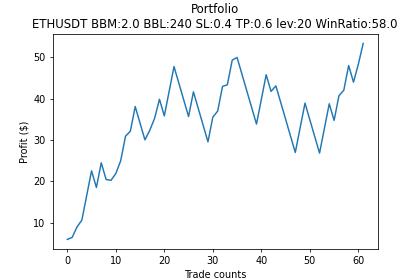 Portfolio
ETHUSDT BBM:2.0 BBL:240 SL:0.4 TP:0.6 lev:20 WinRatio:58.0
50
40
30
20
10
Profit ($)
0 10 20 30 40 50 60
Trade counts